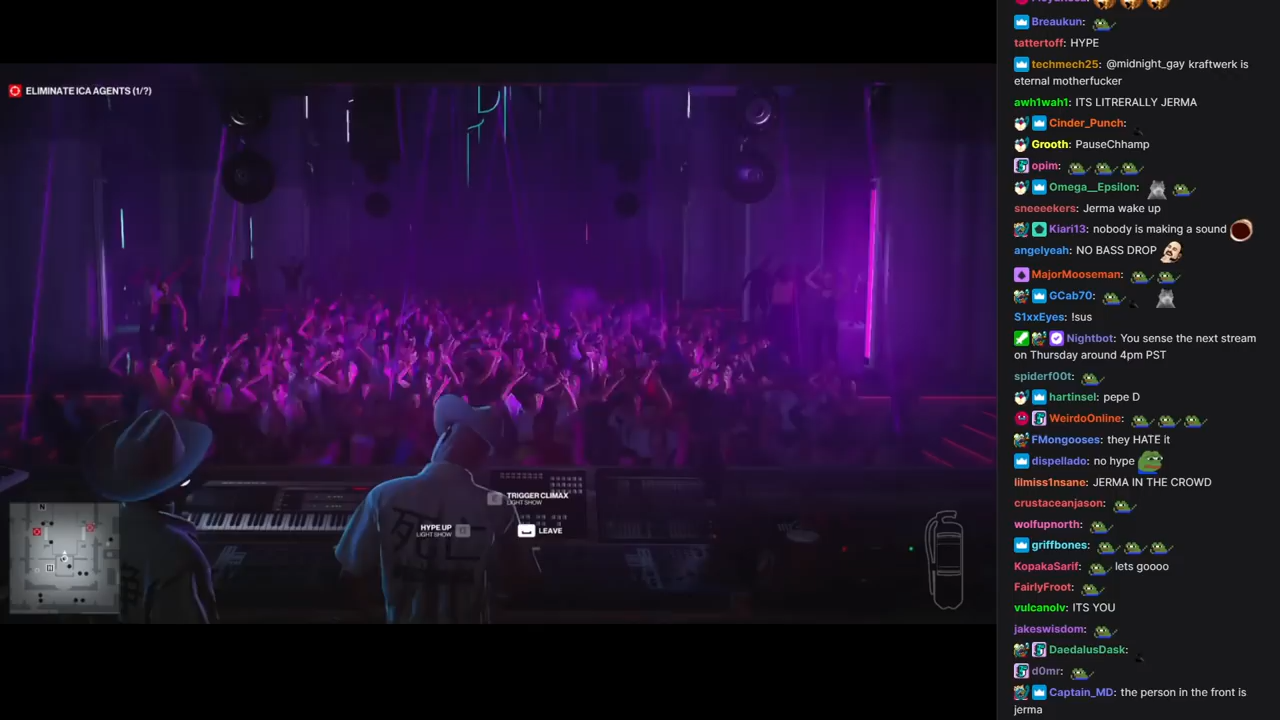 ELIMINATE ICA AGENTS (1/?)
TRIGGER CLIMAX
LIGHT SHOW
HYPE UP
LIGHT SHOW
LEAVE
N
Breaukun:
tattertoff: HYPE
techmech25: @midnight_gay kraftwerk is
eternal motherfucker
awh1wah1: ITS LITRERALLY JERMA
Cinder_Punch:
Grooth: PauseChhamp
opim:
Omega__Epsilon:
sneeekers: Jerma wake up
Kiari13: nobody is making a sound
angelyeah: NO BASS DROP
MajorMooseman:
GCab70:
S1xxEyes: !sus
Nightbot: You sense the next stream
on Thursday around 4pm PST
spiderf00t:
hartinsel: pepe D
WeirdoOnline:
FMongooses: they HATE it
dispellado: no hype
lilmiss1nsane: JERMA IN THE CROWD
crustaceanjason:
wolfupnorth:
griffbones:
KopakaSarif: lets goooo
FairlyFroot:
vulcanolv: ITS YOU
jakeswisdom:
DaedalusDask:
d0mr:
Captain_MD: the person in the front is
jerma